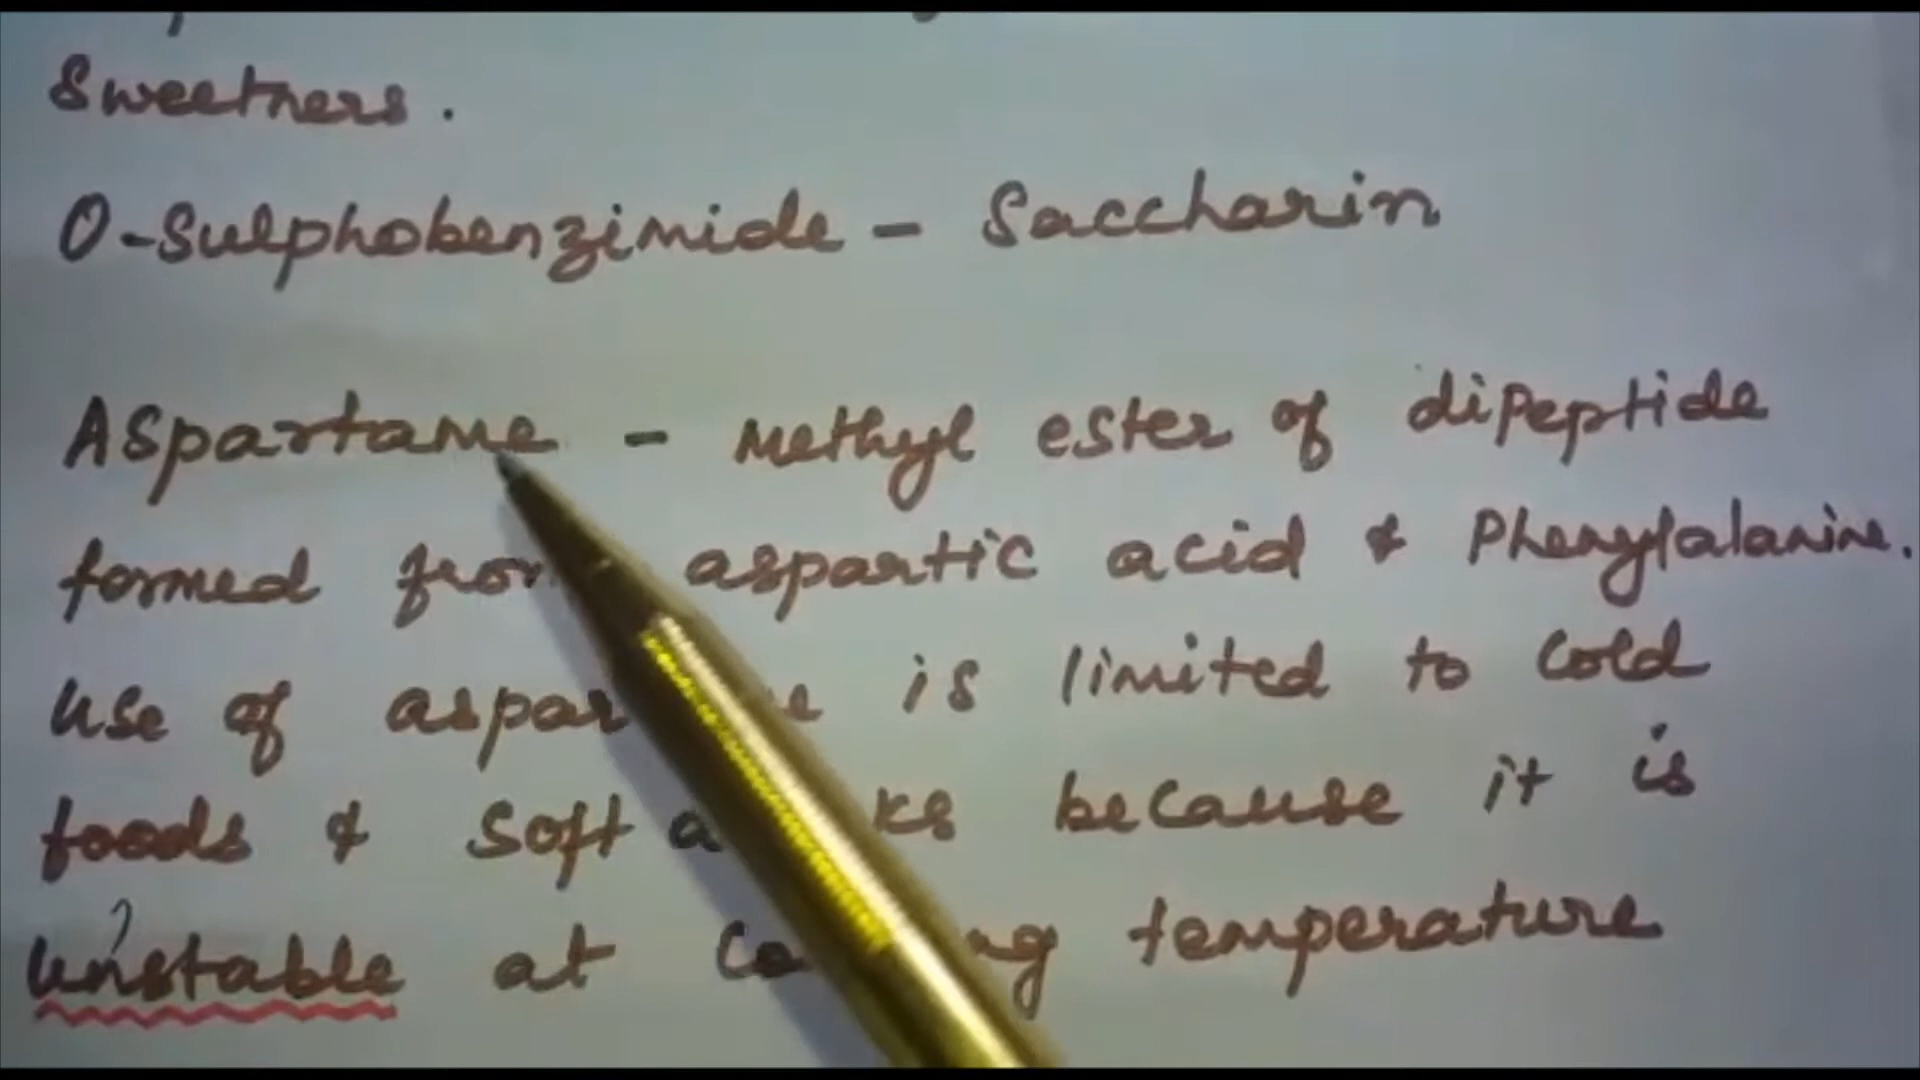 Sweetners.
O-Sulphobenzimide - Saccharin
Aspartame - Methyl ester of dipeptide
formed from aspartic acid & Phenylalanine.
Use of is limited to cold
foods & soft because it is
unstable at temperature